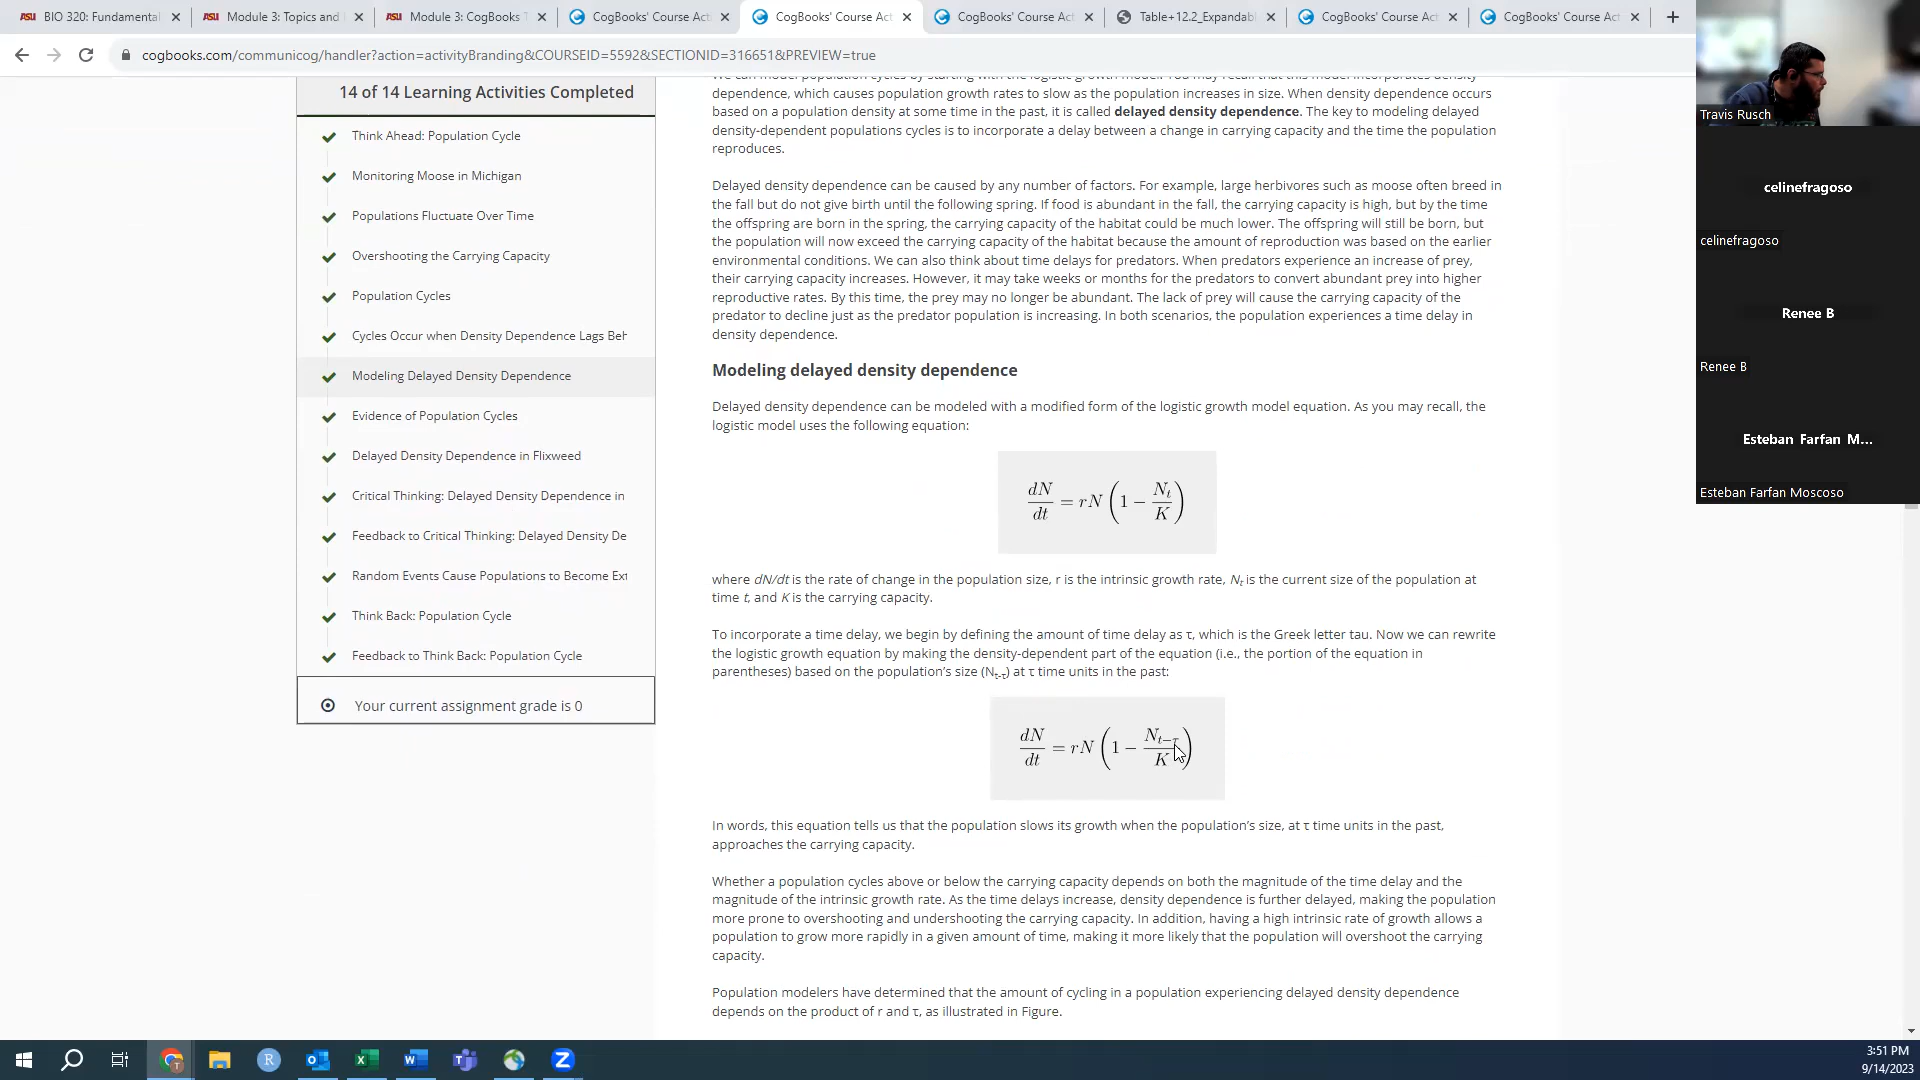 BIO 320: Fundamental
Module 3: Topics and
Module 3: CogBooks T
CogBooks' Course Act
CogBooks' Course Act
CogBooks' Course Act
Table+12.2_Expandab
CogBooks' Course Act
CogBooks' Course Act
cogbooks.com/communicog/handler?action=activityBranding&COURSEID=5592&SECTIONID=316651&PREVIEW=true
14 of 14 Learning Activities Completed
Think Ahead: Population Cycle
Monitoring Moose in Michigan
Populations Fluctuate Over Time
Overshooting the Carrying Capacity
Population Cycles
Cycles Occur when Density Dependence Lags Beh
Modeling Delayed Density Dependence
Evidence of Population Cycles
Delayed Density Dependence in Flixweed
Critical Thinking: Delayed Density Dependence in
Feedback to Critical Thinking: Delayed Density De
Random Events Cause Populations to Become Ext
Think Back: Population Cycle
Feedback to Think Back: Population Cycle
Your current assignment grade is 0
We can model population cycles by starting with the logistic growth model. You may recall that this model incorporates density
dependence, which causes population growth rates to slow as the population increases in size. When density dependence occurs
based on a population density at some time in the past, it is called delayed density dependence. The key to modeling delayed
density-dependent populations cycles is to incorporate a delay between a change in carrying capacity and the time the population
reproduces.
Delayed density dependence can be caused by any number of factors. For example, large herbivores such as moose often breed in
the fall but do not give birth until the following spring. If food is abundant in the fall, the carrying capacity is high, but by the time
the offspring are born in the spring, the carrying capacity of the habitat could be much lower. The offspring will still be born, but
the population will now exceed the carrying capacity of the habitat because the amount of reproduction was based on the earlier
environmental conditions. We can also think about time delays for predators. When predators experience an increase of prey,
their carrying capacity increases. However, it may take weeks or months for the predators to convert abundant prey into higher
reproductive rates. By this time, the prey may no longer be abundant. The lack of prey will cause the carrying capacity of the
predator to decline just as the predator population is increasing. In both scenarios, the population experiences a time delay in
density dependence.
Modeling delayed density dependence
Delayed density dependence can be modeled with a modified form of the logistic growth model equation. As you may recall, the
logistic model uses the following equation:
dN/dt = rN (1 − N_t/K)
where dN/dt is the rate of change in the population size, r is the intrinsic growth rate, Nt is the current size of the population at
time t, and K is the carrying capacity.
To incorporate a time delay, we begin by defining the amount of time delay as τ, which is the Greek letter tau. Now we can rewrite
the logistic growth equation by making the density-dependent part of the equation (i.e., the portion of the equation in
parentheses) based on the population's size (Nt-τ) at τ time units in the past:
dN/dt = rN (1 − N_t−τ/K)
In words, this equation tells us that the population slows its growth when the population's size, at τ time units in the past,
approaches the carrying capacity.
Whether a population cycles above or below the carrying capacity depends on both the magnitude of the time delay and the
magnitude of the intrinsic growth rate. As the time delays increase, density dependence is further delayed, making the population
more prone to overshooting and undershooting the carrying capacity. In addition, having a high intrinsic rate of growth allows a
population to grow more rapidly in a given amount of time, making it more likely that the population will overshoot the carrying
capacity.
Population modelers have determined that the amount of cycling in a population experiencing delayed density dependence
depends on the product of r and τ, as illustrated in Figure.
Travis Rusch
celinefragoso
celinefragoso
Renee B
Renee B
Esteban Farfan M...
Esteban Farfan Moscoso
3:51 PM
9/14/2023